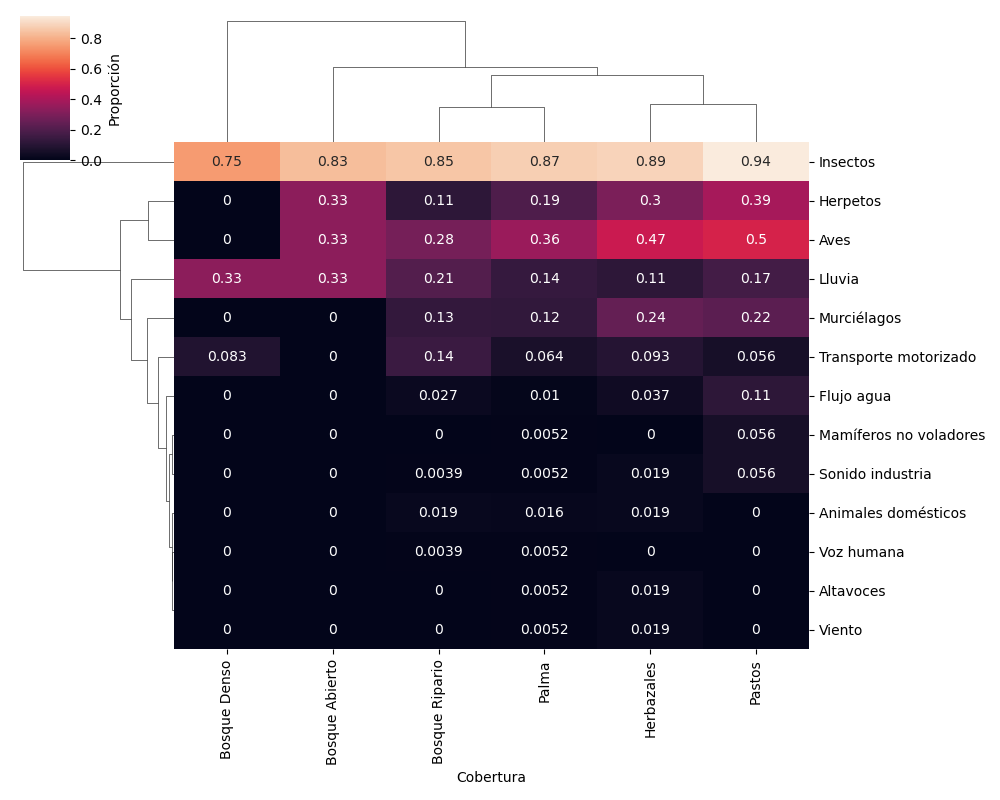 0.8
0.6
0.4
0.2
0.0
Proporción
0.75 0.83 0.85 0.87 0.89 0.94 Insectos
0 0.33 0.11 0.19 0.3 0.39 Herpetos
0 0.33 0.28 0.36 0.47 0.5 Aves
0.33 0.33 0.21 0.14 0.11 0.17 Lluvia
0 0 0.13 0.12 0.24 0.22 Murciélagos
0.083 0 0.14 0.064 0.093 0.056 Transporte motorizado
0 0 0.027 0.01 0.037 0.11 Flujo agua
0 0 0 0.0052 0 0.056 Mamíferos no voladores
0 0 0.0039 0.0052 0.019 0.056 Sonido industria
0 0 0.019 0.016 0.019 0 Animales domésticos
0 0 0.0039 0.0052 0 0 Voz humana
0 0 0 0.0052 0.019 0 Altavoces
0 0 0 0.0052 0.019 0 Viento
Bosque Denso
Bosque Abierto
Bosque Ripario
Palma
Herbazales
Pastos
Cobertura